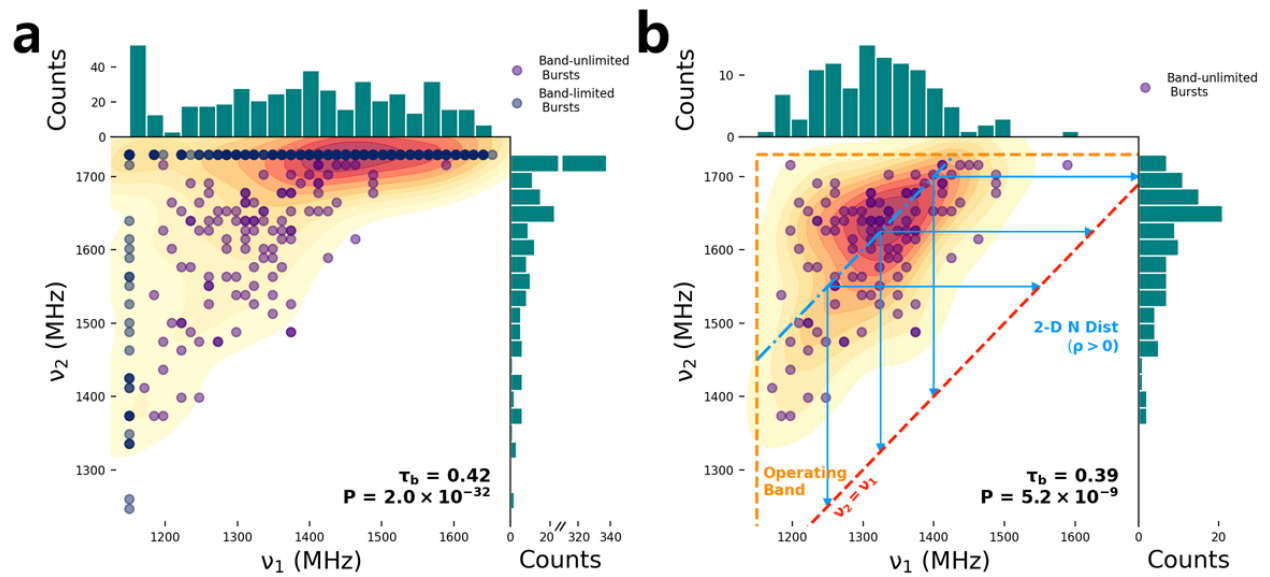 a
Counts
40
20
0
Band-unlimited
Bursts
Band-limited
Bursts
ν₂ (MHz)
1700
1600
1500
1400
1300
τb = 0.42
P = 2.0 × 10⁻³²
1200
1300
1400
1500
1600
ν₁ (MHz)
0
20
//
320
340
Counts
b
Counts
10
0
Band-unlimited
Bursts
ν₂ (MHz)
1700
1600
1500
1400
1300
2-D N Dist
(ρ > 0)
Operating
Band
ν₂ = ν₁
τb = 0.39
P = 5.2 × 10⁻⁹
1200
1300
1400
1500
1600
ν₁ (MHz)
0
20
Counts